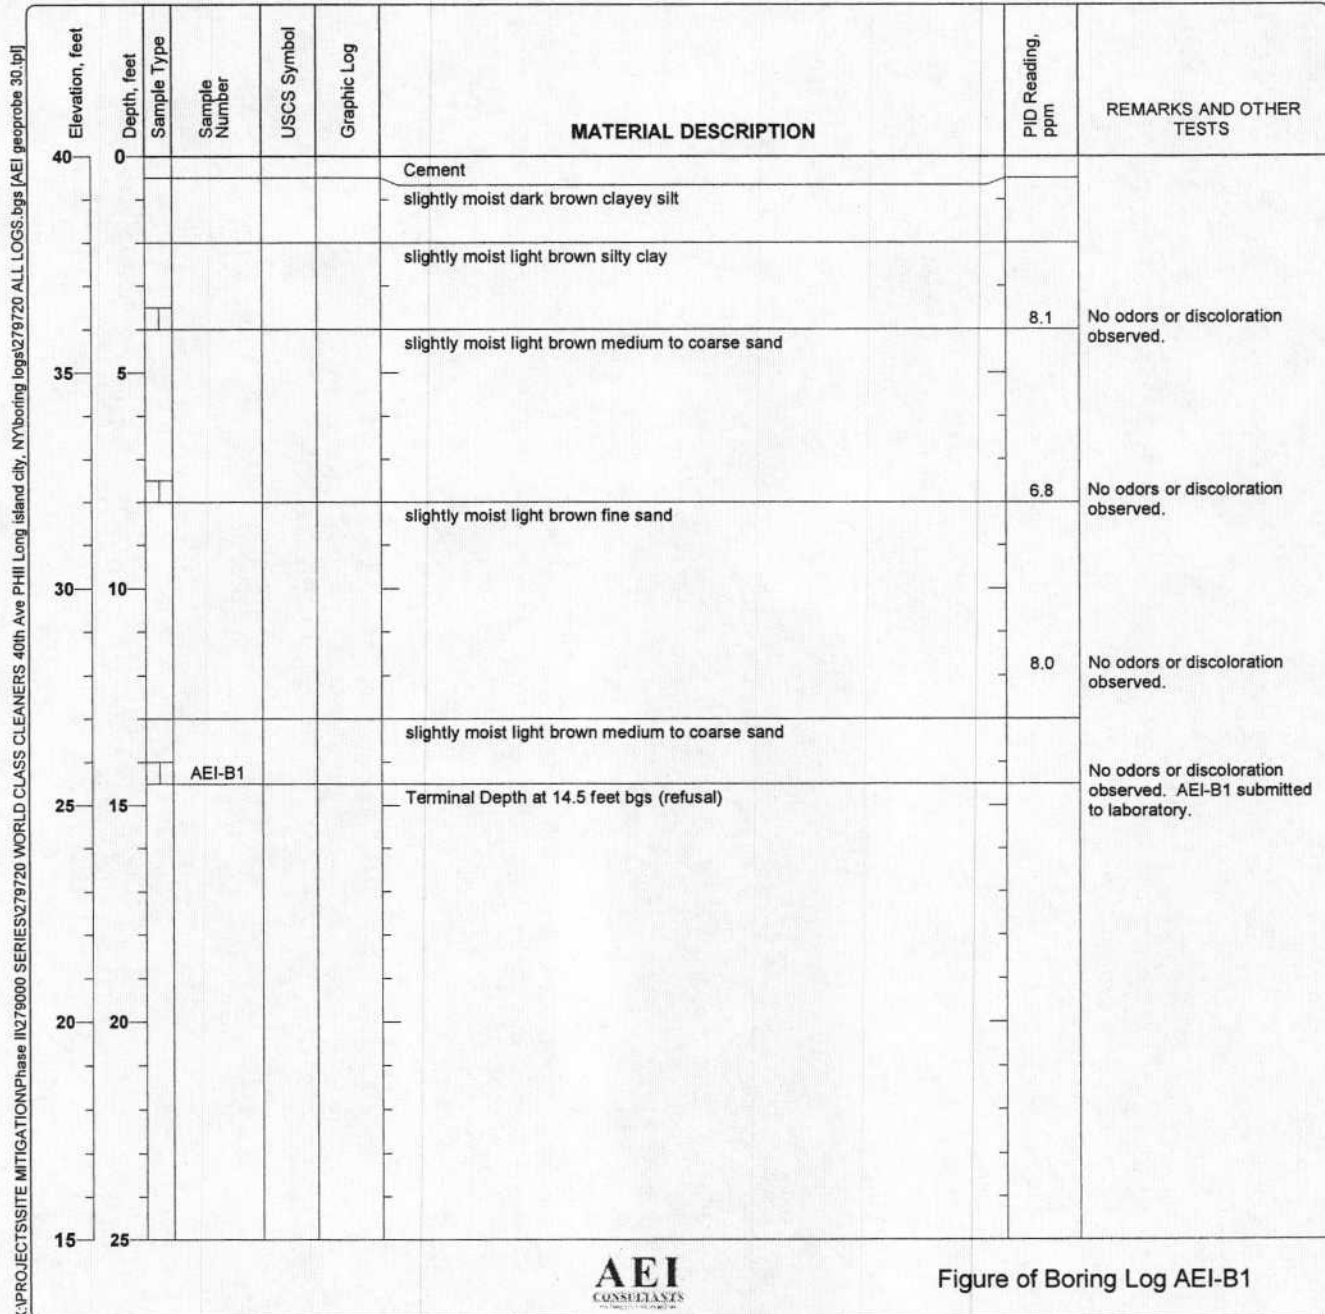 :\PROJECTS\SITE MITIGATION\Phase II\279000 SERIES\279720 WORLD CLASS CLEANERS 40th Ave PHII Long island city, NY\boring logs\279720 ALL LOGS.bgs [AEI geoprobe 30.tpl]
Elevation, feet
Depth, feet
Sample Type
Sample
Number
USCS Symbol
Graphic Log
MATERIAL DESCRIPTION
PID Reading,
ppm
REMARKS AND OTHER
TESTS
40 0
Cement
slightly moist dark brown clayey silt
slightly moist light brown silty clay
8.1 No odors or discoloration
observed.
slightly moist light brown medium to coarse sand
35 5
6.8 No odors or discoloration
observed.
slightly moist light brown fine sand
30 10
8.0 No odors or discoloration
observed.
slightly moist light brown medium to coarse sand
AEI-B1
No odors or discoloration
observed. AEI-B1 submitted
to laboratory.
25 15
Terminal Depth at 14.5 feet bgs (refusal)
20 20
15 25
AEI
CONSULTANTS
Figure of Boring Log AEI-B1